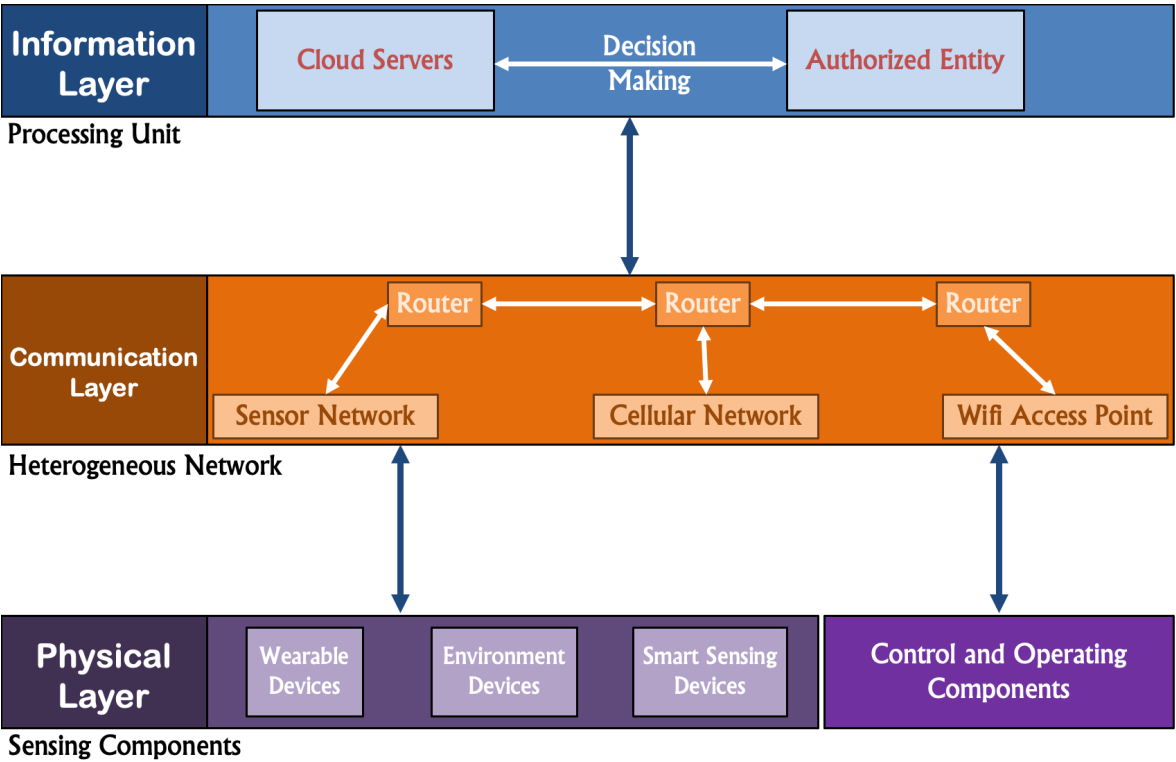 Information
Layer
Cloud Servers
Decision
Making
Authorized Entity
Processing Unit
Communication
Layer
Router
Router
Router
Sensor Network
Cellular Network
Wifi Access Point
Heterogeneous Network
Physical
Layer
Wearable
Devices
Environment
Devices
Smart Sensing
Devices
Control and Operating
Components
Sensing Components